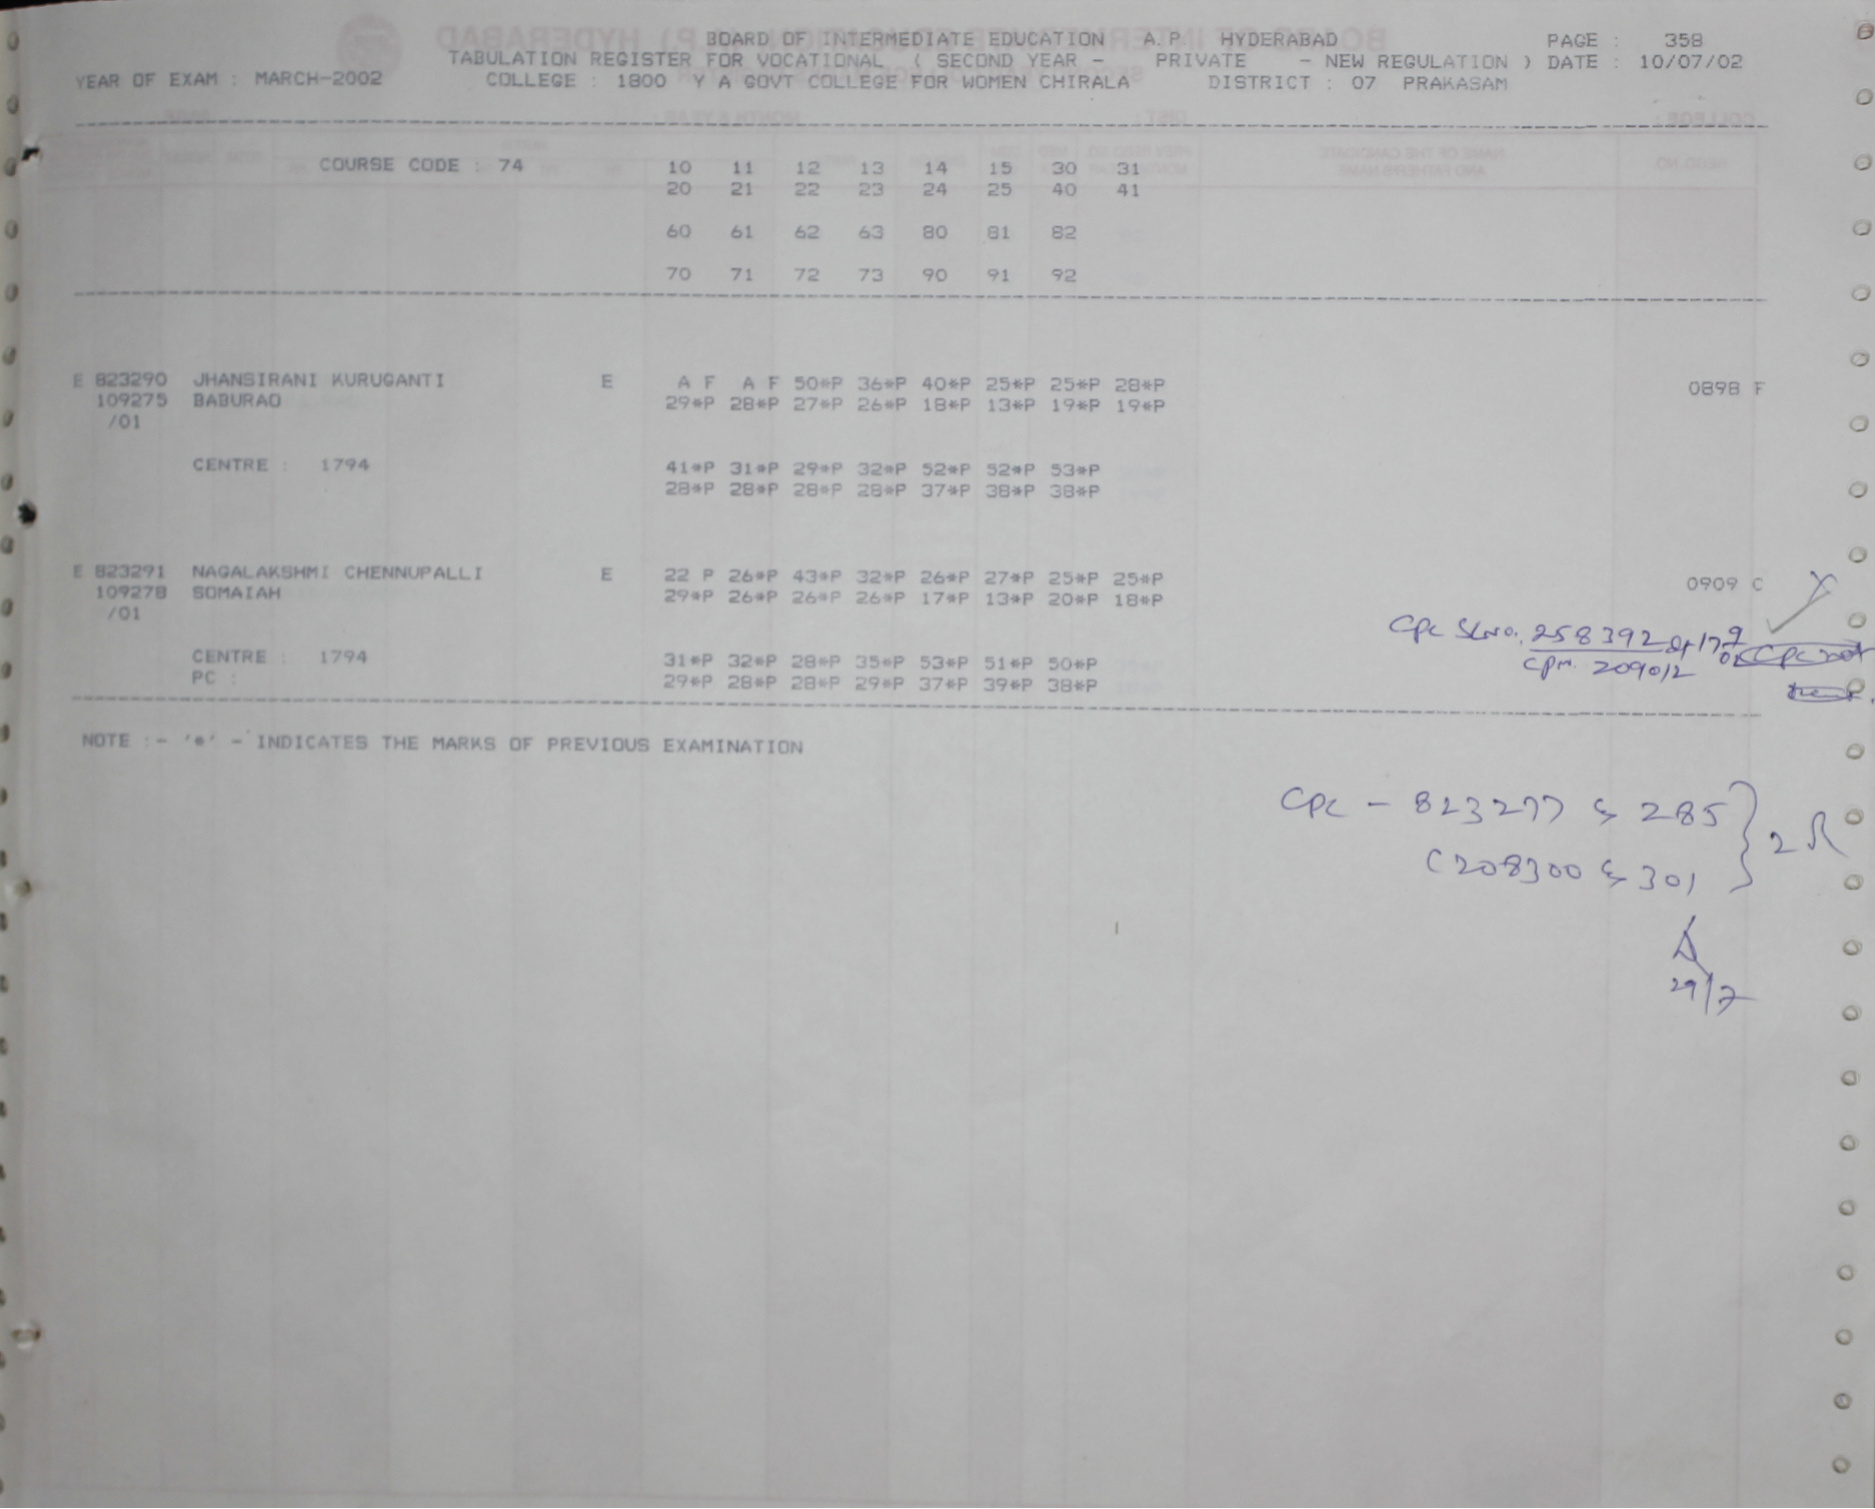 BOARD OF INTERMEDIATE EDUCATION A.P. HYDERABAD PAGE : 358
TABULATION REGISTER FOR VOCATIONAL ( SECOND YEAR - PRIVATE - NEW REGULATION ) DATE : 10/07/02
YEAR OF EXAM : MARCH-2002 COLLEGE : 1800 Y A GOVT COLLEGE FOR WOMEN CHIRALA DISTRICT : 07 PRAKASAM
COURSE CODE : 74 10 11 12 13 14 15 30 31
20 21 22 23 24 25 40 41
60 61 62 63 80 81 82
70 71 72 73 90 91 92
E 823290 JHANSIRANI KURUGANTI E A F A F 50*P 36*P 40*P 25*P 25*P 28*P 0898 F
109275 BABURAO 29*P 28*P 27*P 26*P 18*P 13*P 19*P 19*P
/01
CENTRE : 1794 41*P 31*P 29*P 32*P 52*P 52*P 53*P
28*P 28*P 28*P 28*P 37*P 38*P 38*P
E 823291 NAGALAKSHMI CHENNUPALLI E 22 P 26*P 43*P 32*P 26*P 27*P 25*P 25*P 0909 C
109278 SOMAIAH 29*P 26*P 26*P 26*P 17*P 13*P 20*P 18*P
/01
CPC Sl.No. 258392
CPM. 209012
CENTRE : 1794 31*P 32*P 28*P 35*P 53*P 51*P 50*P
PC : 29*P 28*P 28*P 29*P 37*P 39*P 38*P
NOTE :- '*' - INDICATES THE MARKS OF PREVIOUS EXAMINATION
CPC - 823277 & 285
(208300 & 301 } 2
29/7